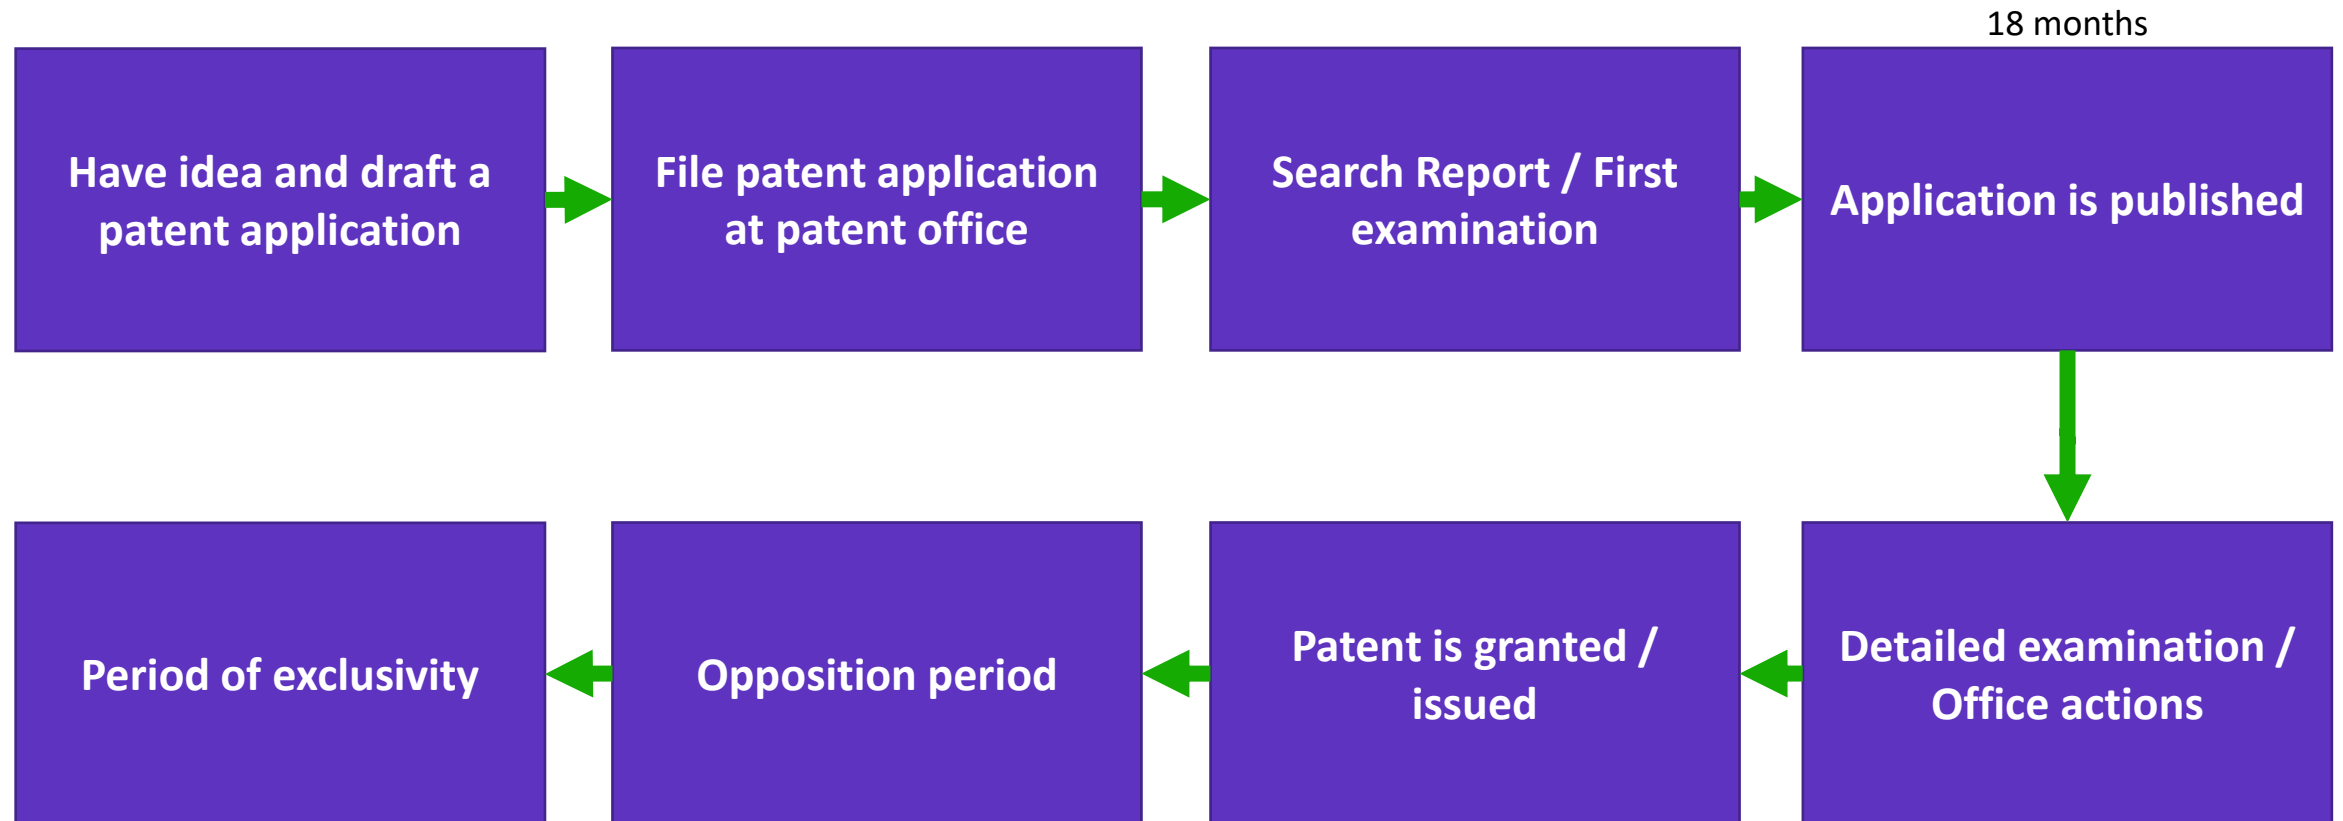 18 months
Have idea and draft a
patent application
File patent application
at patent office
Search Report / First
examination
Application is published
Detailed examination /
Office actions
Patent is granted /
issued
Opposition period
Period of exclusivity